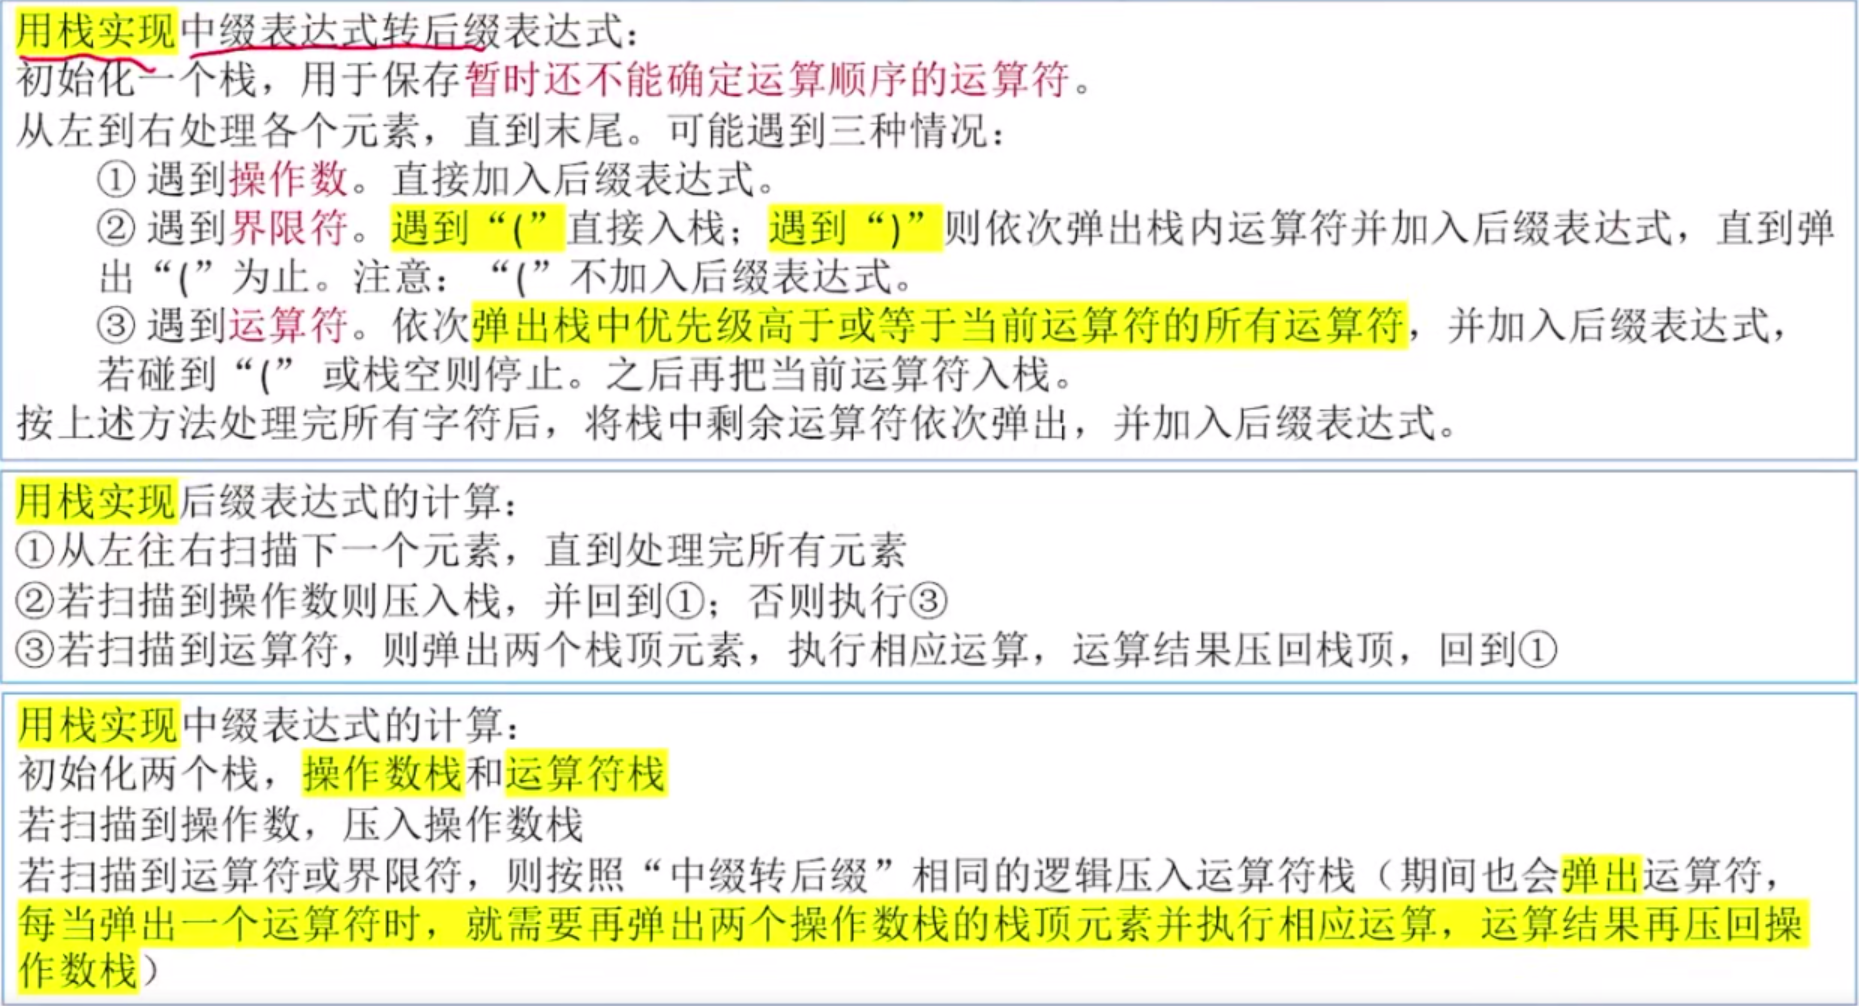 用栈实现中缀表达式转后缀表达式：
初始化一个栈，用于保存暂时还不能确定运算顺序的运算符。
从左到右处理各个元素，直到末尾。可能遇到三种情况：
① 遇到操作数。直接加入后缀表达式。
② 遇到界限符。遇到“(”直接入栈；遇到“)”则依次弹出栈内运算符并加入后缀表达式，直到弹
出“(”为止。注意：“(”不加入后缀表达式。
③ 遇到运算符。依次弹出栈中优先级高于或等于当前运算符的所有运算符，并加入后缀表达式，
若碰到“(” 或栈空则停止。之后再把当前运算符入栈。
按上述方法处理完所有字符后，将栈中剩余运算符依次弹出，并加入后缀表达式。
用栈实现后缀表达式的计算：
①从左往右扫描下一个元素，直到处理完所有元素
②若扫描到操作数则压入栈，并回到①；否则执行③
③若扫描到运算符，则弹出两个栈顶元素，执行相应运算，运算结果压回栈顶，回到①
用栈实现中缀表达式的计算：
初始化两个栈，操作数栈和运算符栈
若扫描到操作数，压入操作数栈
若扫描到运算符或界限符，则按照“中缀转后缀”相同的逻辑压入运算符栈（期间也会弹出运算符，
每当弹出一个运算符时，就需要再弹出两个操作数栈的栈顶元素并执行相应运算，运算结果再压回操
作数栈）